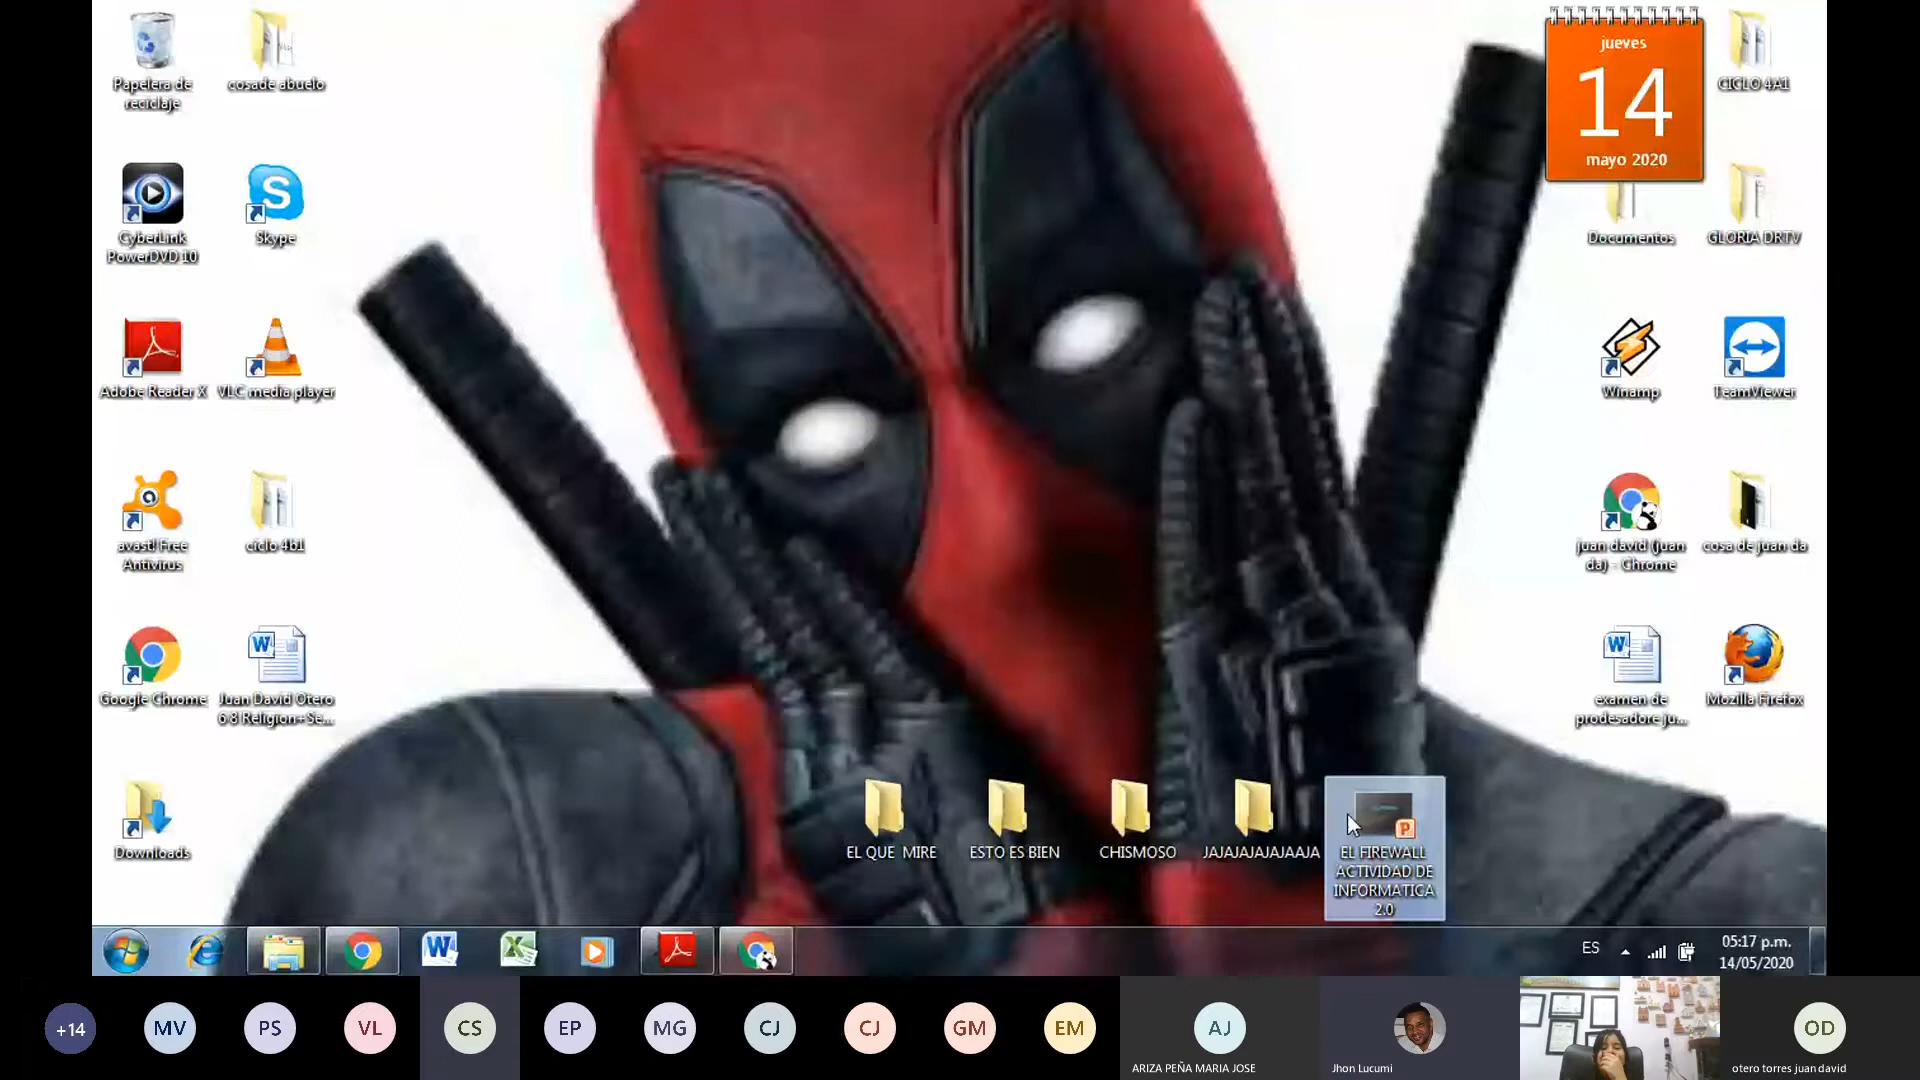 Papelera de
reciclaje
cosade abuelo
jueves
14
mayo 2020
CICLO 4A1
CyberLink
PowerDVD 10
Skype
Documentos
GLORIA DRTV
Adobe Reader X
VLC media player
Winamp
TeamViewer
avast! Free
Antivirus
ciclo 4b1
juan david (juan
da) - Chrome
cosa de juan da
Google Chrome
Juan David Otero
6 8 Religion+Se...
examen de
prodesadore ju...
Mozilla Firefox
Downloads
EL QUE MIRE
ESTO ES BIEN
CHISMOSO
JAJAJAJAJAJAAJA
EL FIREWALL
ACTIVIDAD DE
INFORMATICA
2.0
ES
05:17 p.m.
14/05/2020
+14
MV
PS
VL
CS
EP
MG
CJ
CJ
GM
EM
AJ
ARIZA PEÑA MARIA JOSE
Jhon Lucumi
OD
otero torres juan david